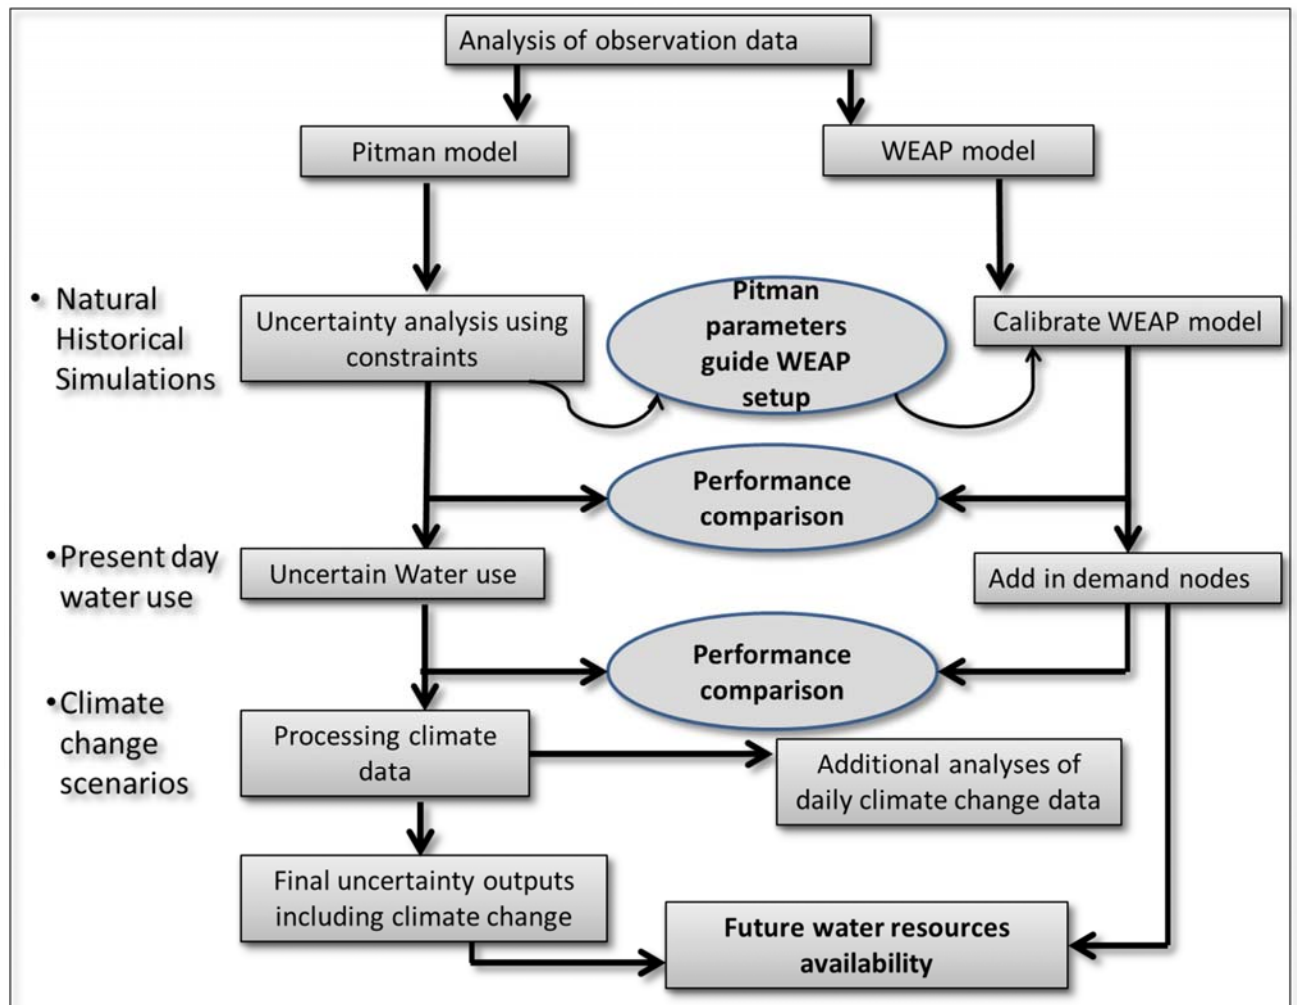 Analysis of observation data
Pitman model
WEAP model
• Natural
Historical
Simulations
Uncertainty analysis using
constraints
Pitman
parameters
guide WEAP
setup
Calibrate WEAP model
Performance
comparison
•Present day
water use
Uncertain Water use
Add in demand nodes
Performance
comparison
•Climate
change
scenarios
Processing climate
data
Additional analyses of
daily climate change data
Final uncertainty outputs
including climate change
Future water resources
availability